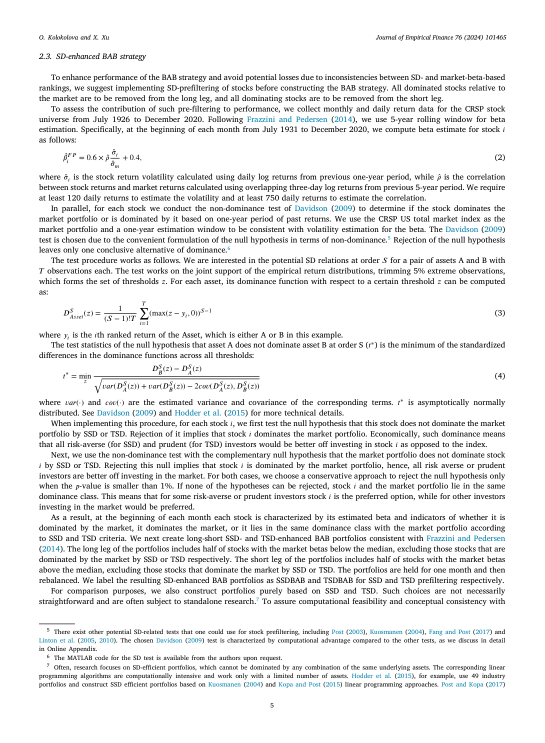 O. Kolokolova and X. Xu
Journal of Empirical Finance 76 (2024) 101465
2.3. SD-enhanced BAB strategy
To enhance performance of the BAB strategy and avoid potential losses due to inconsistencies between SD- and market-beta-based
rankings, we suggest implementing SD-prefiltering of stocks before constructing the BAB strategy. All dominated stocks relative to
the market are to be removed from the long leg, and all dominating stocks are to be removed from the short leg.
To assess the contribution of such pre-filtering to performance, we collect monthly and daily return data for the CRSP stock
universe from July 1926 to December 2020. Following Frazzini and Pedersen (2014), we use 5-year rolling window for beta
estimation. Specifically, at the beginning of each month from July 1931 to December 2020, we compute beta estimate for stock i
as follows:
β̂ᵢᶠᴾ = 0.6 × ρ̂ σ̂ᵢ/σ̂ₘ + 0.4, (2)
where σ̂ᵢ is the stock return volatility calculated using daily log returns from previous one-year period, while ρ̂ is the correlation
between stock returns and market returns calculated using overlapping three-day log returns from previous 5-year period. We require
at least 120 daily returns to estimate the volatility and at least 750 daily returns to estimate the correlation.
In parallel, for each stock we conduct the non-dominance test of Davidson (2009) to determine if the stock dominates the
market portfolio or is dominated by it based on one-year period of past returns. We use the CRSP US total market index as the
market portfolio and a one-year estimation window to be consistent with volatility estimation for the beta. The Davidson (2009)
test is chosen due to the convenient formulation of the null hypothesis in terms of non-dominance.⁵ Rejection of the null hypothesis
leaves only one conclusive alternative of dominance.⁶
The test procedure works as follows. We are interested in the potential SD relations at order S for a pair of assets A and B with
T observations each. The test works on the joint support of the empirical return distributions, trimming 5% extreme observations,
which forms the set of thresholds z. For each asset, its dominance function with respect to a certain threshold z can be computed
as:
D^S_Asset(z) = 1/((S − 1)!T) ∑_{i=1}^{T} (max(z − yᵢ, 0))^{S−1} (3)
where yᵢ is the ith ranked return of the Asset, which is either A or B in this example.
The test statistics of the null hypothesis that asset A does not dominate asset B at order S (t*) is the minimum of the standardized
differences in the dominance functions across all thresholds:
t* = min_z (D^S_B(z) − D^S_A(z)) / √(var(D^S_A(z)) + var(D^S_B(z)) − 2cov(D^S_A(z), D^S_B(z))) (4)
where var(·) and cov(·) are the estimated variance and covariance of the corresponding terms. t* is asymptotically normally
distributed. See Davidson (2009) and Hodder et al. (2015) for more technical details.
When implementing this procedure, for each stock i, we first test the null hypothesis that this stock does not dominate the market
portfolio by SSD or TSD. Rejection of it implies that stock i dominates the market portfolio. Economically, such dominance means
that all risk-averse (for SSD) and prudent (for TSD) investors would be better off investing in stock i as opposed to the index.
Next, we use the non-dominance test with the complementary null hypothesis that the market portfolio does not dominate stock
i by SSD or TSD. Rejecting this null implies that stock i is dominated by the market portfolio, hence, all risk averse or prudent
investors are better off investing in the market. For both cases, we choose a conservative approach to reject the null hypothesis only
when the p-value is smaller than 1%. If none of the hypotheses can be rejected, stock i and the market portfolio lie in the same
dominance class. This means that for some risk-averse or prudent investors stock i is the preferred option, while for other investors
investing in the market would be preferred.
As a result, at the beginning of each month each stock is characterized by its estimated beta and indicators of whether it is
dominated by the market, it dominates the market, or it lies in the same dominance class with the market portfolio according
to SSD and TSD criteria. We next create long-short SSD- and TSD-enhanced BAB portfolios consistent with Frazzini and Pedersen
(2014). The long leg of the portfolios includes half of stocks with the market betas below the median, excluding those stocks that are
dominated by the market by SSD or TSD respectively. The short leg of the portfolios includes half of stocks with the market betas
above the median, excluding those stocks that dominate the market by SSD or TSD. The portfolios are held for one month and then
rebalanced. We label the resulting SD-enhanced BAB portfolios as SSDBAB and TSDBAB for SSD and TSD prefiltering respectively.
For comparison purposes, we also construct portfolios purely based on SSD and TSD. Such choices are not necessarily
straightforward and are often subject to standalone research.⁷ To assure computational feasibility and conceptual consistency with
⁵ There exist other potential SD-related tests that one could use for stock prefiltering, including Post (2003), Kuosmanen (2004), Fang and Post (2017) and
Linton et al. (2005, 2010). The chosen Davidson (2009) test is characterized by computational advantage compared to the other tests, as we discuss in detail
in Online Appendix.
⁶ The MATLAB code for the SD test is available from the authors upon request.
⁷ Often, research focuses on SD-efficient portfolios, which cannot be dominated by any combination of the same underlying assets. The corresponding linear
programming algorithms are computationally intensive and work only with a limited number of assets. Hodder et al. (2015), for example, use 49 industry
portfolios and construct SSD efficient portfolios based on Kuosmanen (2004) and Kopa and Post (2015) linear programming approaches. Post and Kopa (2017)
5